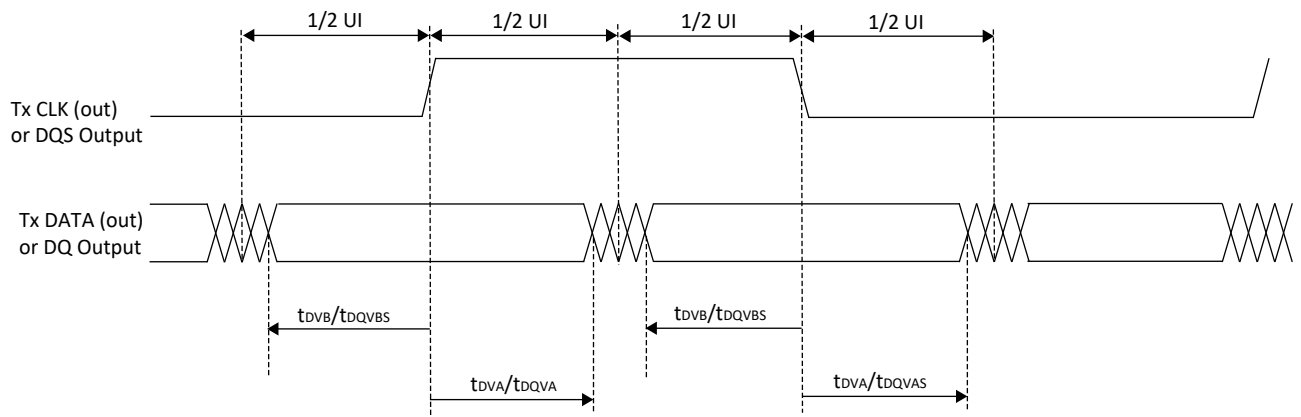 1/2 UI
1/2 UI
1/2 UI
1/2 UI
Tx CLK (out)
or DQS Output
Tx DATA (out)
or DQ Output
tDVB/tDQVBS
tDVB/tDQVBS
tDVA/tDQVA
tDVA/tDQVAS